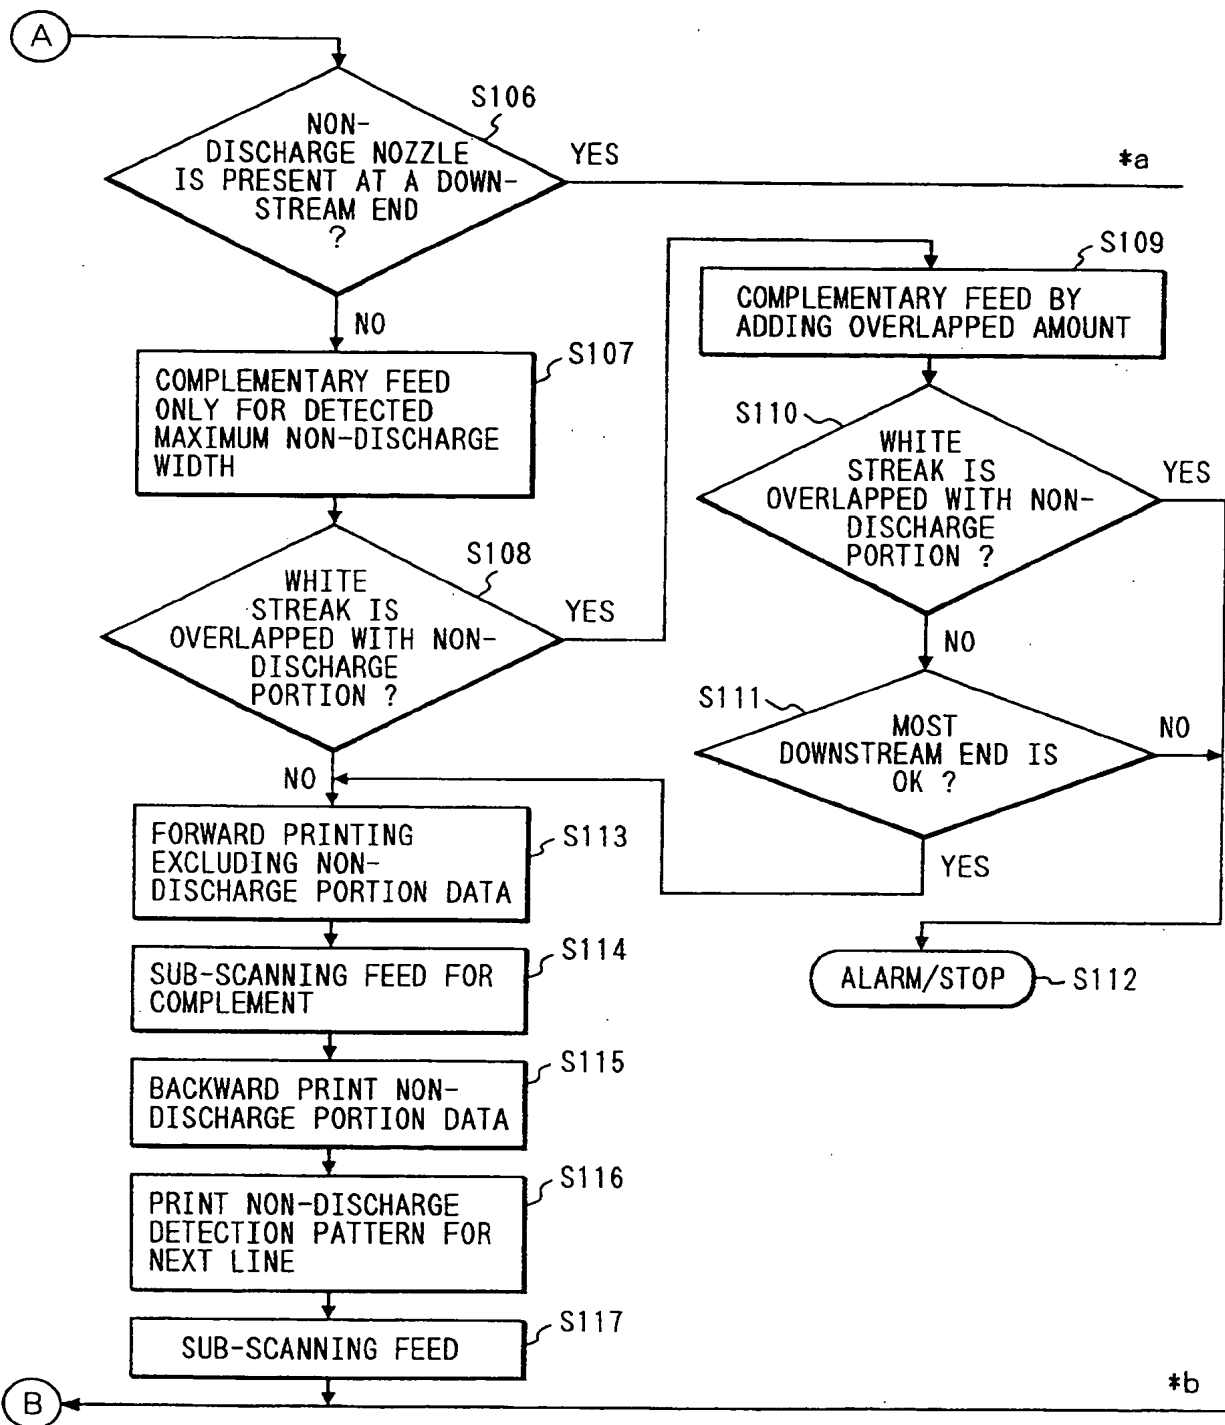 A
S106
NON-
DISCHARGE NOZZLE
IS PRESENT AT A DOWN-
STREAM END
?
YES
*a
NO
S107
COMPLEMENTARY FEED
ONLY FOR DETECTED
MAXIMUM NON-DISCHARGE
WIDTH
S108
WHITE
STREAK IS
OVERLAPPED WITH NON-
DISCHARGE
PORTION ?
YES
NO
S109
COMPLEMENTARY FEED BY
ADDING OVERLAPPED AMOUNT
S110
WHITE
STREAK IS
OVERLAPPED WITH NON-
DISCHARGE
PORTION ?
YES
NO
S111
MOST
DOWNSTREAM END IS
OK ?
NO
YES
ALARM/STOP
S112
S113
FORWARD PRINTING
EXCLUDING NON-
DISCHARGE PORTION DATA
S114
SUB-SCANNING FEED FOR
COMPLEMENT
S115
BACKWARD PRINT NON-
DISCHARGE PORTION DATA
S116
PRINT NON-DISCHARGE
DETECTION PATTERN FOR
NEXT LINE
S117
SUB-SCANNING FEED
*b
B